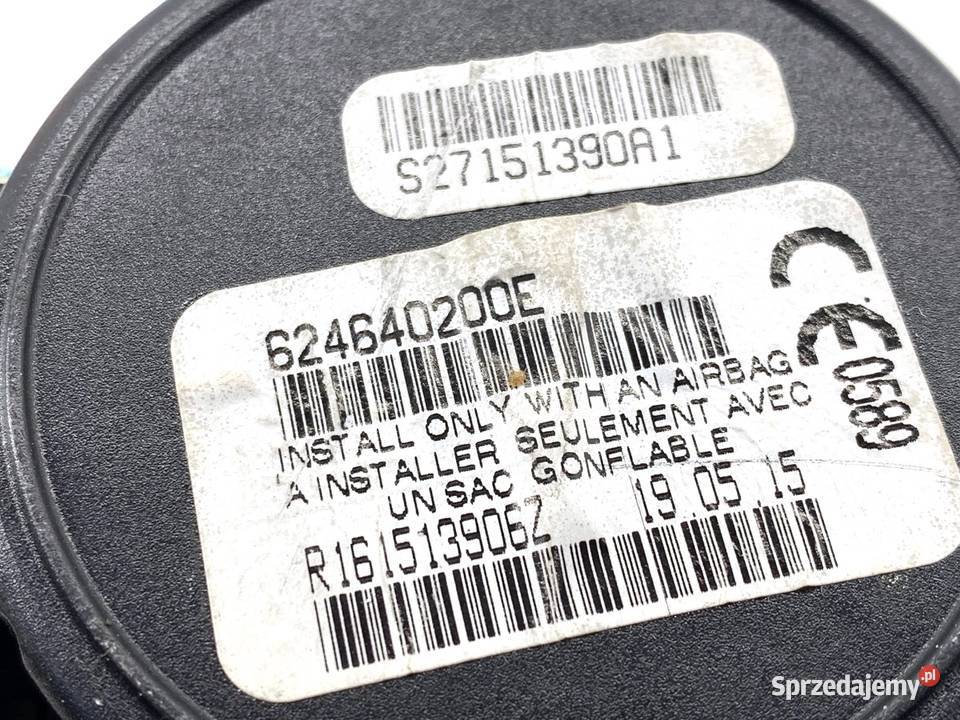 S27151390A1
624640200E
CE 0589
INSTALL ONLY WITH AN AIRBAG
'A INSTALLER SEULEMENT AVEC
UN SAC GONFLABLE
R161513906Z 19.05.15
Sprzedajemy.pl